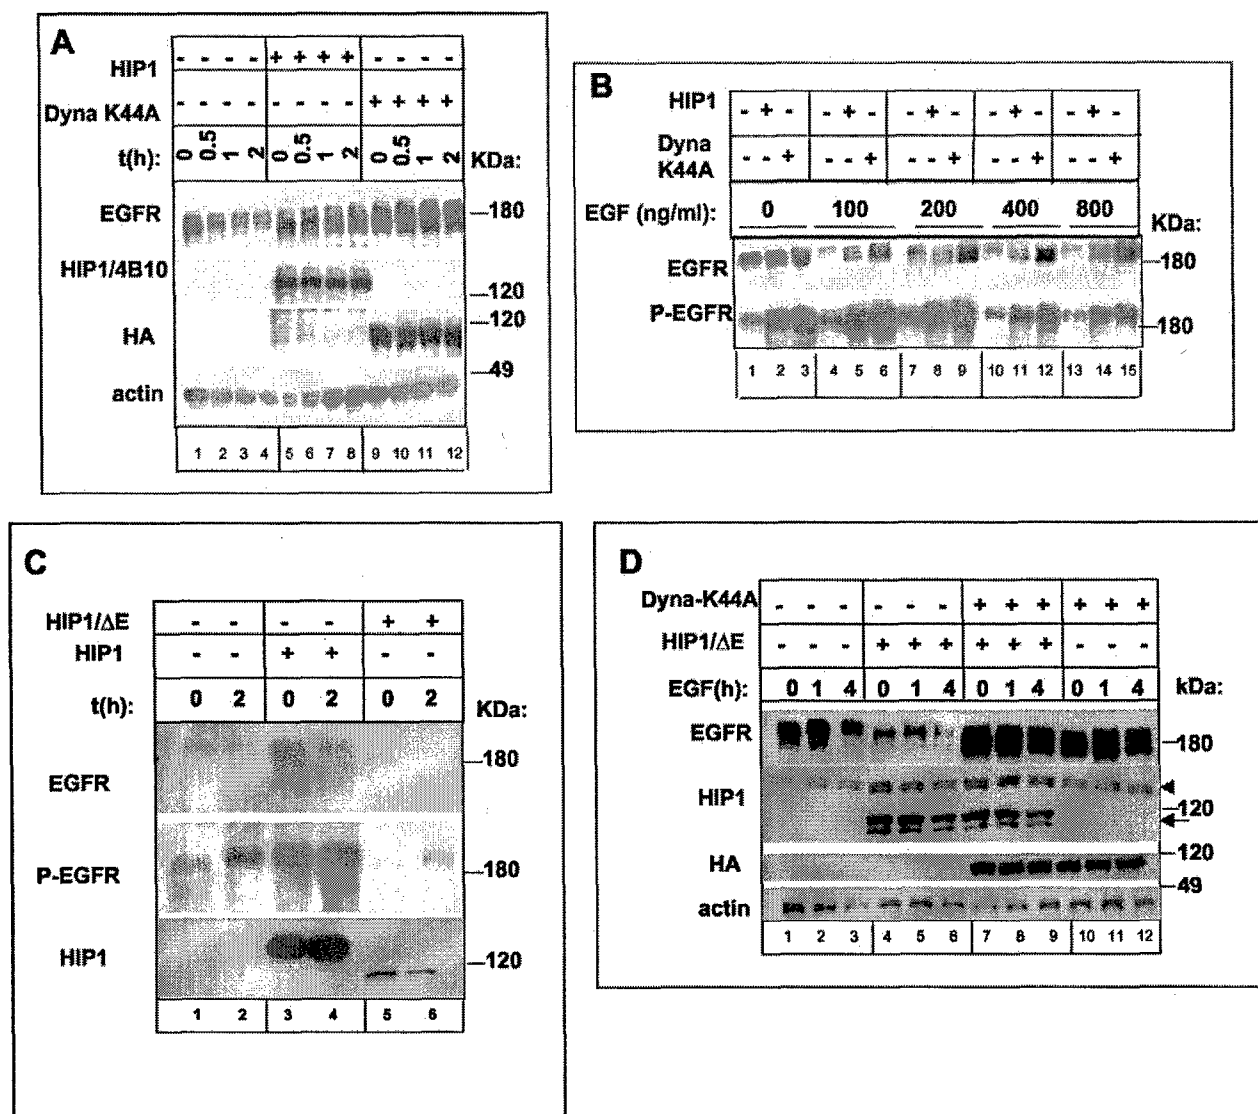 A
HIP1 - - - - + + + + - - - -
Dyna K44A - - - - - - - - + + + +
t(h): 0 0.5 1 2 0 0.5 1 2 0 0.5 1 2 KDa:
EGFR 180
HIP1/4B10 120
HA 120
49
actin
1 2 3 4 5 6 7 8 9 10 11 12
B
HIP1 - + - - + - - + - - + - - + -
Dyna K44A - - + - - + - - + - - + - - +
EGF (ng/ml): 0 100 200 400 800 KDa:
EGFR 180
P-EGFR 180
1 2 3 4 5 6 7 8 9 10 11 12 13 14 15
C
HIP1/ΔE - - - - + +
HIP1 - - + + - -
t(h): 0 2 0 2 0 2 KDa:
EGFR 180
P-EGFR 180
HIP1 120
1 2 3 4 5 6
D
Dyna-K44A - - - - - - + + + + + +
HIP1/ΔE - - - + + + + + + - - -
EGF(h): 0 1 4 0 1 4 0 1 4 0 1 4 kDa:
EGFR 180
HIP1 120
HA 120
49
actin
1 2 3 4 5 6 7 8 9 10 11 12